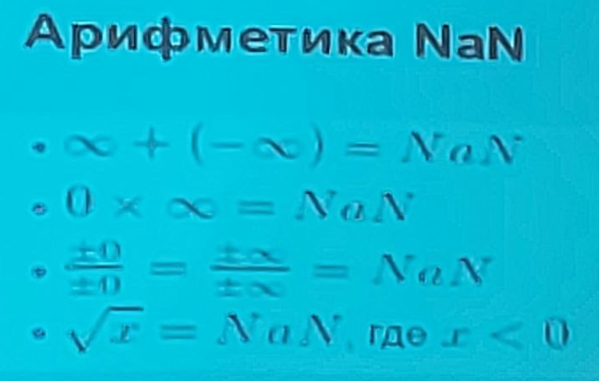 Арифметика NaN
• ∞ + (−∞) = NaN
• 0 × ∞ = NaN
• ±0/±0 = ±∞/±∞ = NaN
• √x = NaN, где x < 0